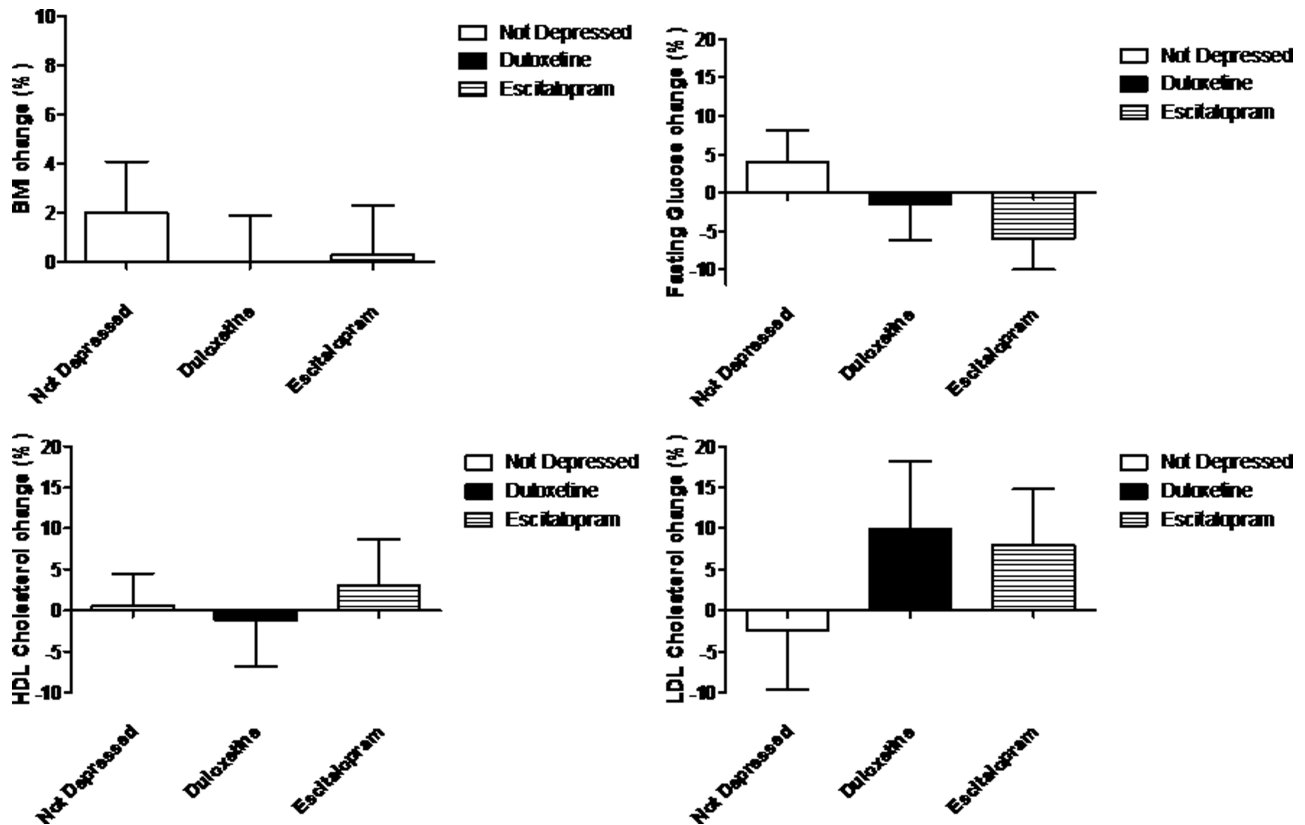 BMI change (%)
10
8
6
4
2
0
Not Depressed
Duloxetine
Escitalopram
Not Depressed
Duloxetine
Escitalopram
Fasting Glucose change (%)
20
15
10
5
0
-5
-10
Not Depressed
Duloxetine
Escitalopram
Not Depressed
Duloxetine
Escitalopram
HDL Cholesterol change (%)
20
15
10
5
0
-5
-10
Not Depressed
Duloxetine
Escitalopram
Not Depressed
Duloxetine
Escitalopram
LDL Cholesterol change (%)
20
15
10
5
0
-5
-10
Not Depressed
Duloxetine
Escitalopram
Not Depressed
Duloxetine
Escitalopram